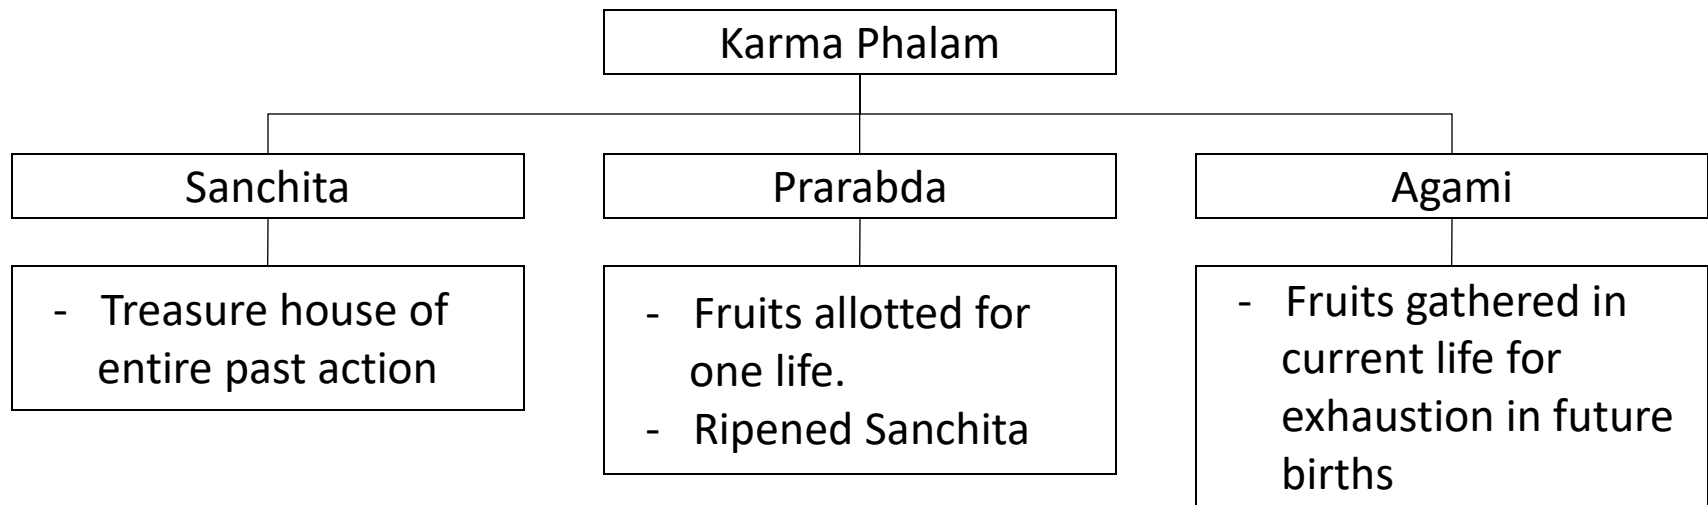 Karma Phalam
Sanchita
Prarabda
Agami
- Treasure house of
entire past action
- Fruits allotted for
one life.
- Ripened Sanchita
- Fruits gathered in
current life for
exhaustion in future
births